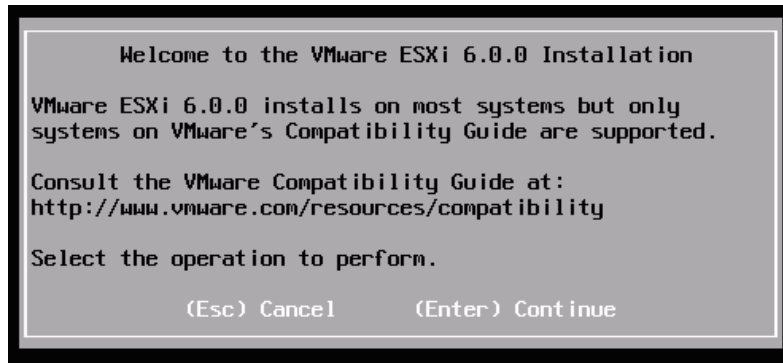 Welcome to the VMware ESXi 6.0.0 Installation
VMware ESXi 6.0.0 installs on most systems but only
systems on VMware's Compatibility Guide are supported.
Consult the VMware Compatibility Guide at:
http://www.vmware.com/resources/compatibility
Select the operation to perform.
(Esc) Cancel (Enter) Continue